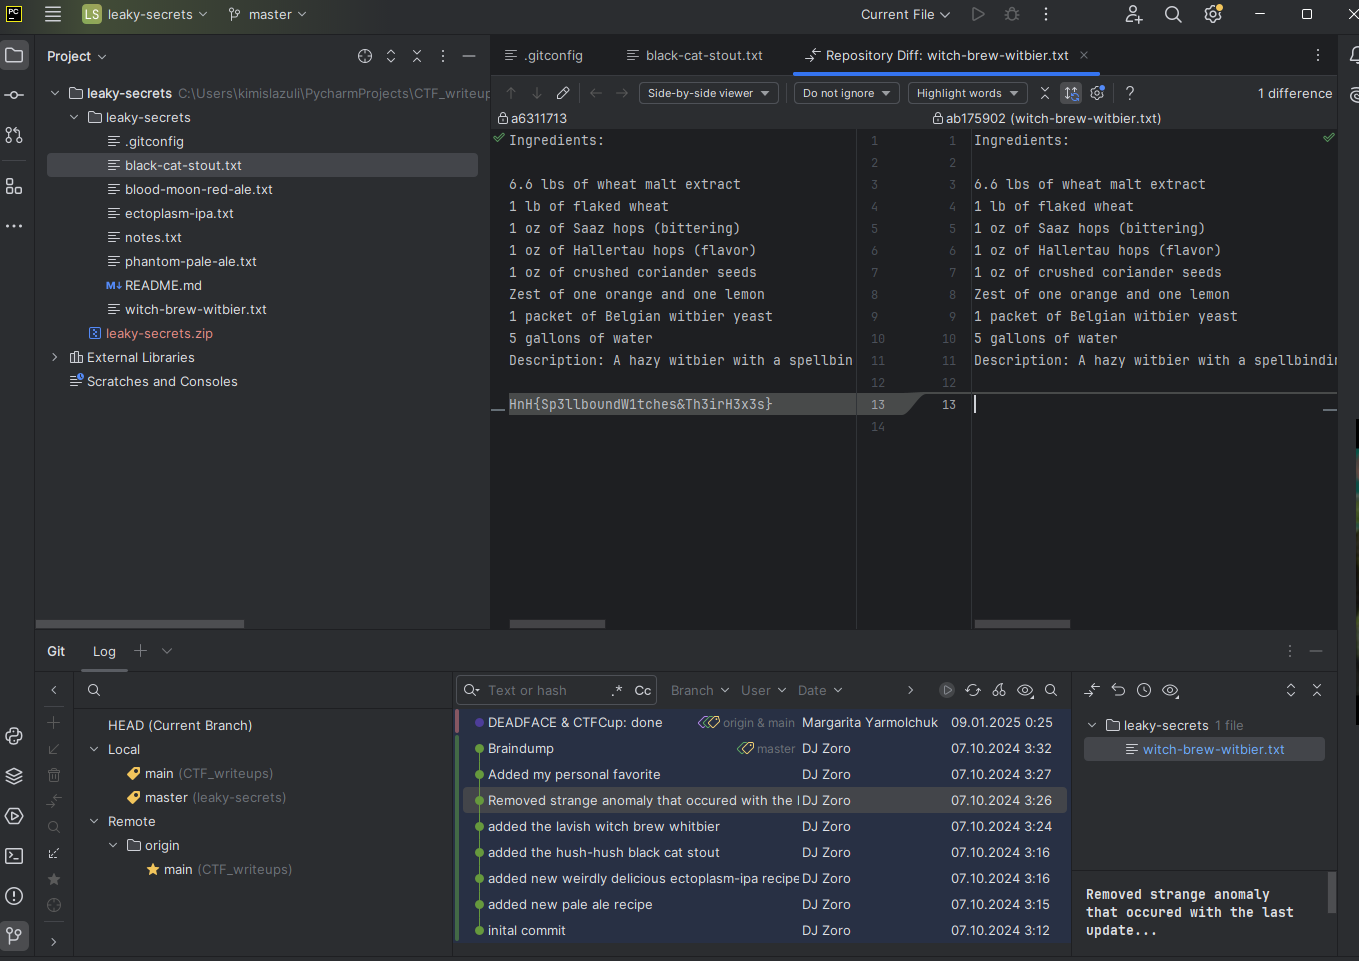 PC
LS leaky-secrets
master
Current File
Project
leaky-secrets C:\Users\kimislazuli\PycharmProjects\CTF_writeup
leaky-secrets
.gitconfig
black-cat-stout.txt
blood-moon-red-ale.txt
ectoplasm-ipa.txt
notes.txt
phantom-pale-ale.txt
M↓ README.md
witch-brew-witbier.txt
leaky-secrets.zip
External Libraries
Scratches and Consoles
.gitconfig
black-cat-stout.txt
Repository Diff: witch-brew-witbier.txt
Side-by-side viewer
Do not ignore
Highlight words
?
1 difference
a6311713
ab175902 (witch-brew-witbier.txt)
Ingredients: 1 1 Ingredients:
2 2
6.6 lbs of wheat malt extract 3 3 6.6 lbs of wheat malt extract
1 lb of flaked wheat 4 4 1 lb of flaked wheat
1 oz of Saaz hops (bittering) 5 5 1 oz of Saaz hops (bittering)
1 oz of Hallertau hops (flavor) 6 6 1 oz of Hallertau hops (flavor)
1 oz of crushed coriander seeds 7 7 1 oz of crushed coriander seeds
Zest of one orange and one lemon 8 8 Zest of one orange and one lemon
1 packet of Belgian witbier yeast 9 9 1 packet of Belgian witbier yeast
5 gallons of water 10 10 5 gallons of water
Description: A hazy witbier with a spellbin 11 11 Description: A hazy witbier with a spellbindin
12 12
HnH{Sp3llboundW1tches&Th3irH3x3s} 13 13
14
Git
Log
HEAD (Current Branch)
Local
main (CTF_writeups)
master (leaky-secrets)
Remote
origin
main (CTF_writeups)
Text or hash .* Cc
Branch
User
Date
DEADFACE & CTFCup: done origin & main Margarita Yarmolchuk 09.01.2025 0:25
Braindump master DJ Zoro 07.10.2024 3:32
Added my personal favorite DJ Zoro 07.10.2024 3:27
Removed strange anomaly that occured with the DJ Zoro 07.10.2024 3:26
added the lavish witch brew whitbier DJ Zoro 07.10.2024 3:24
added the hush-hush black cat stout DJ Zoro 07.10.2024 3:16
added new weirdly delicious ectoplasm-ipa recipe DJ Zoro 07.10.2024 3:16
added new pale ale recipe DJ Zoro 07.10.2024 3:15
inital commit DJ Zoro 07.10.2024 3:12
leaky-secrets 1 file
witch-brew-witbier.txt
Removed strange anomaly
that occured with the last
update...